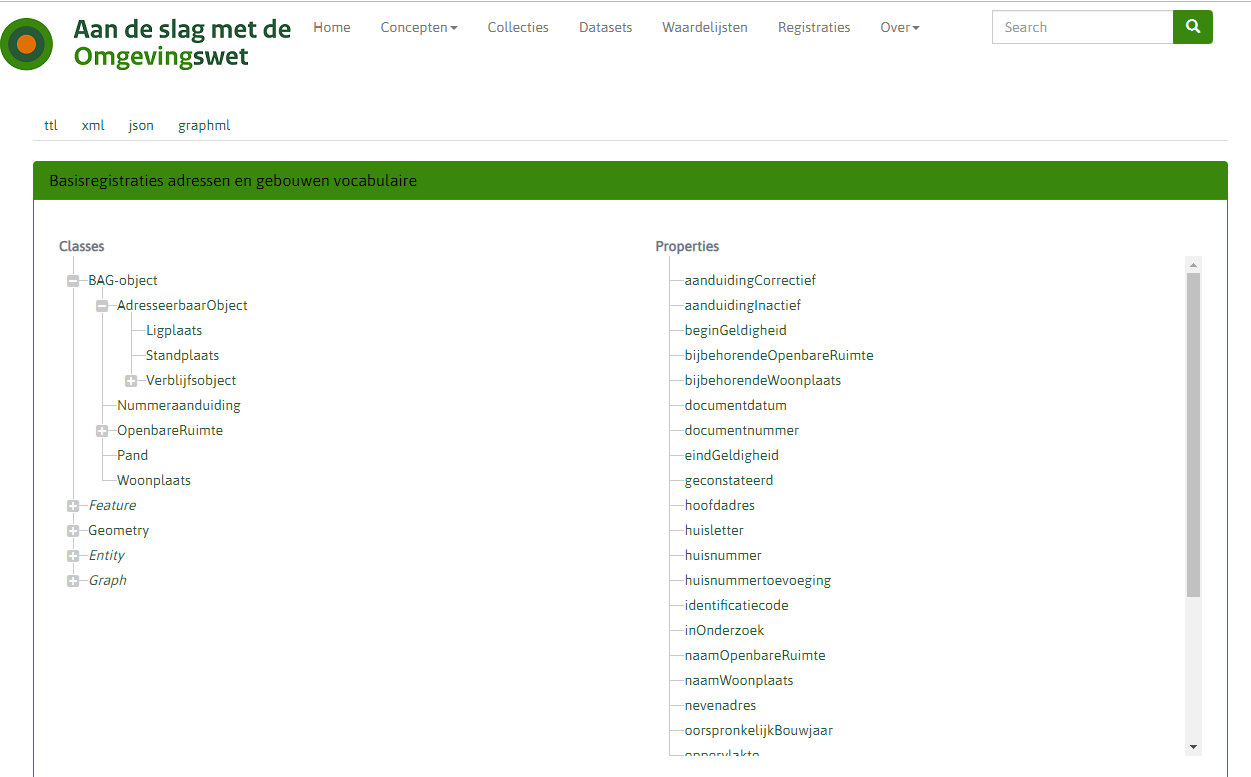 Aan de slag met de
Omgevingswet
Home Concepten Collecties Datasets Waardelijsten Registraties Over
Search
ttl xml json graphml
Basisregistraties adressen en gebouwen vocabulaire
Classes
BAG-object
AdresseerbaarObject
Ligplaats
Standplaats
Verblijfsobject
Nummeraanduiding
OpenbareRuimte
Pand
Woonplaats
Feature
Geometry
Entity
Graph
Properties
aanduidingCorrectief
aanduidingInactief
beginGeldigheid
bijbehorendeOpenbareRuimte
bijbehorendeWoonplaats
documentdatum
documentnummer
eindGeldigheid
geconstateerd
hoofdadres
huisletter
huisnummer
huisnummertoevoeging
identificatiecode
inOnderzoek
naamOpenbareRuimte
naamWoonplaats
nevenadres
oorspronkelijkBouwjaar
oppervlakte